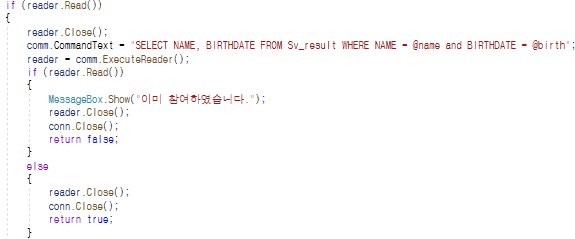 if (reader.Read())
{
reader.Close();
comm.CommandText = "SELECT NAME, BIRTHDATE FROM Sv_result WHERE NAME = @name and BIRTHDATE = @birth";
reader = comm.ExecuteReader();
if (reader.Read())
{
MessageBox.Show("이미 참여하였습니다.");
reader.Close();
conn.Close();
return false;
}
else
{
reader.Close();
conn.Close();
return true;
}